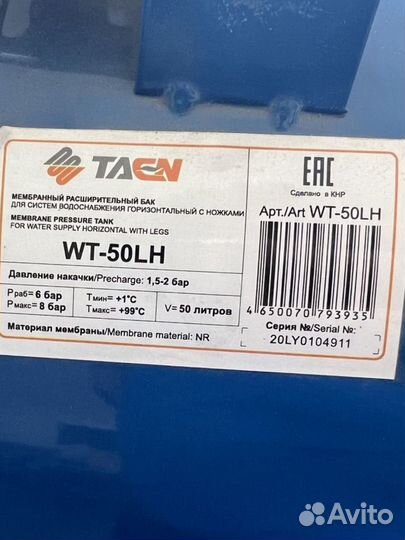 TAEN
EAC
Сделано в КНР
МЕМБРАННЫЙ РАСШИРИТЕЛЬНЫЙ БАК
ДЛЯ СИСТЕМ ВОДОСНАБЖЕНИЯ ГОРИЗОНТАЛЬНЫЙ С НОЖКАМИ
MEMBRANE PRESSURE TANK
FOR WATER SUPPLY HORIZONTAL WITH LEGS
WT-50LH
Давление накачки/Precharge: 1,5-2 бар
Pраб= 6 бар
Pмакс= 8 бар
Tмин= +1°C
Tмакс= +99°C
V= 50 литров
Материал мембраны/Membrane material: NR
Арт./Art WT-50LH
4 650070 793935
Серия №/Serial №:
20LY0104911
Avito